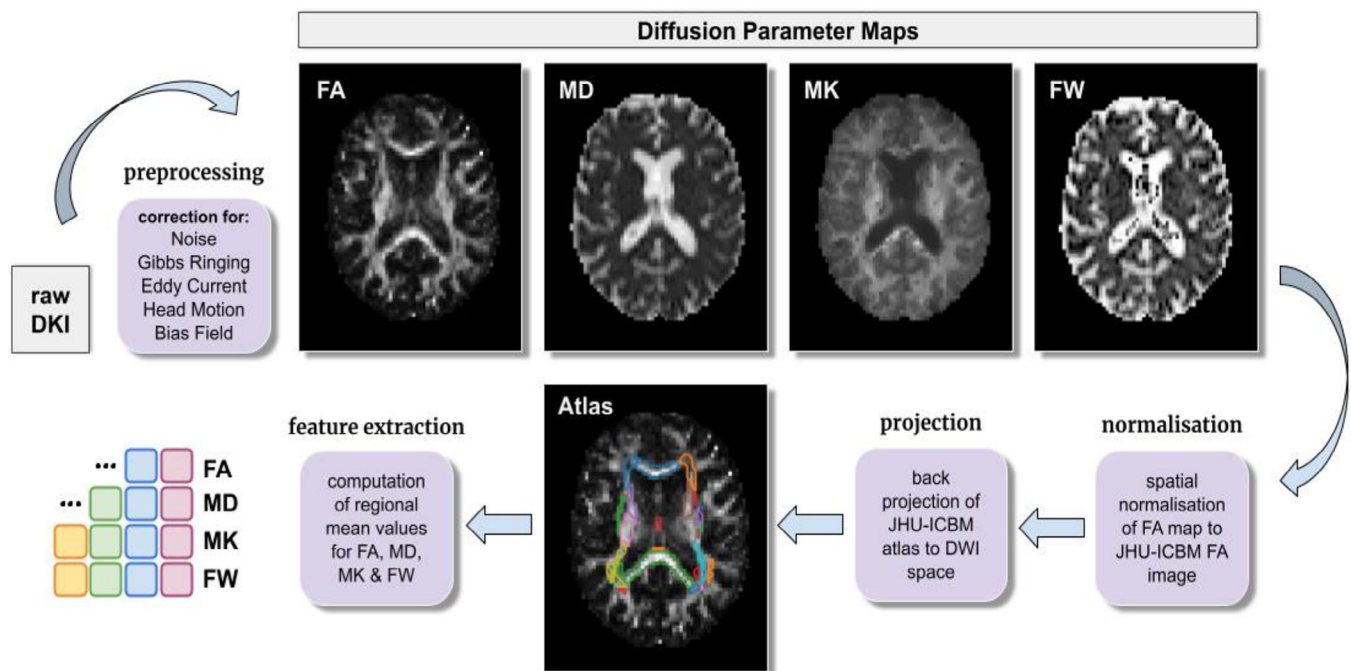 Diffusion Parameter Maps
FA
MD
MK
FW
preprocessing
correction for:
Noise
Gibbs Ringing
Eddy Current
Head Motion
Bias Field
raw
DKI
Atlas
feature extraction
computation
of regional
mean values
for FA, MD,
MK & FW
projection
back
projection of
JHU-ICBM
atlas to DWI
space
normalisation
spatial
normalisation
of FA map to
JHU-ICBM FA
image
... FA
... MD
MK
FW